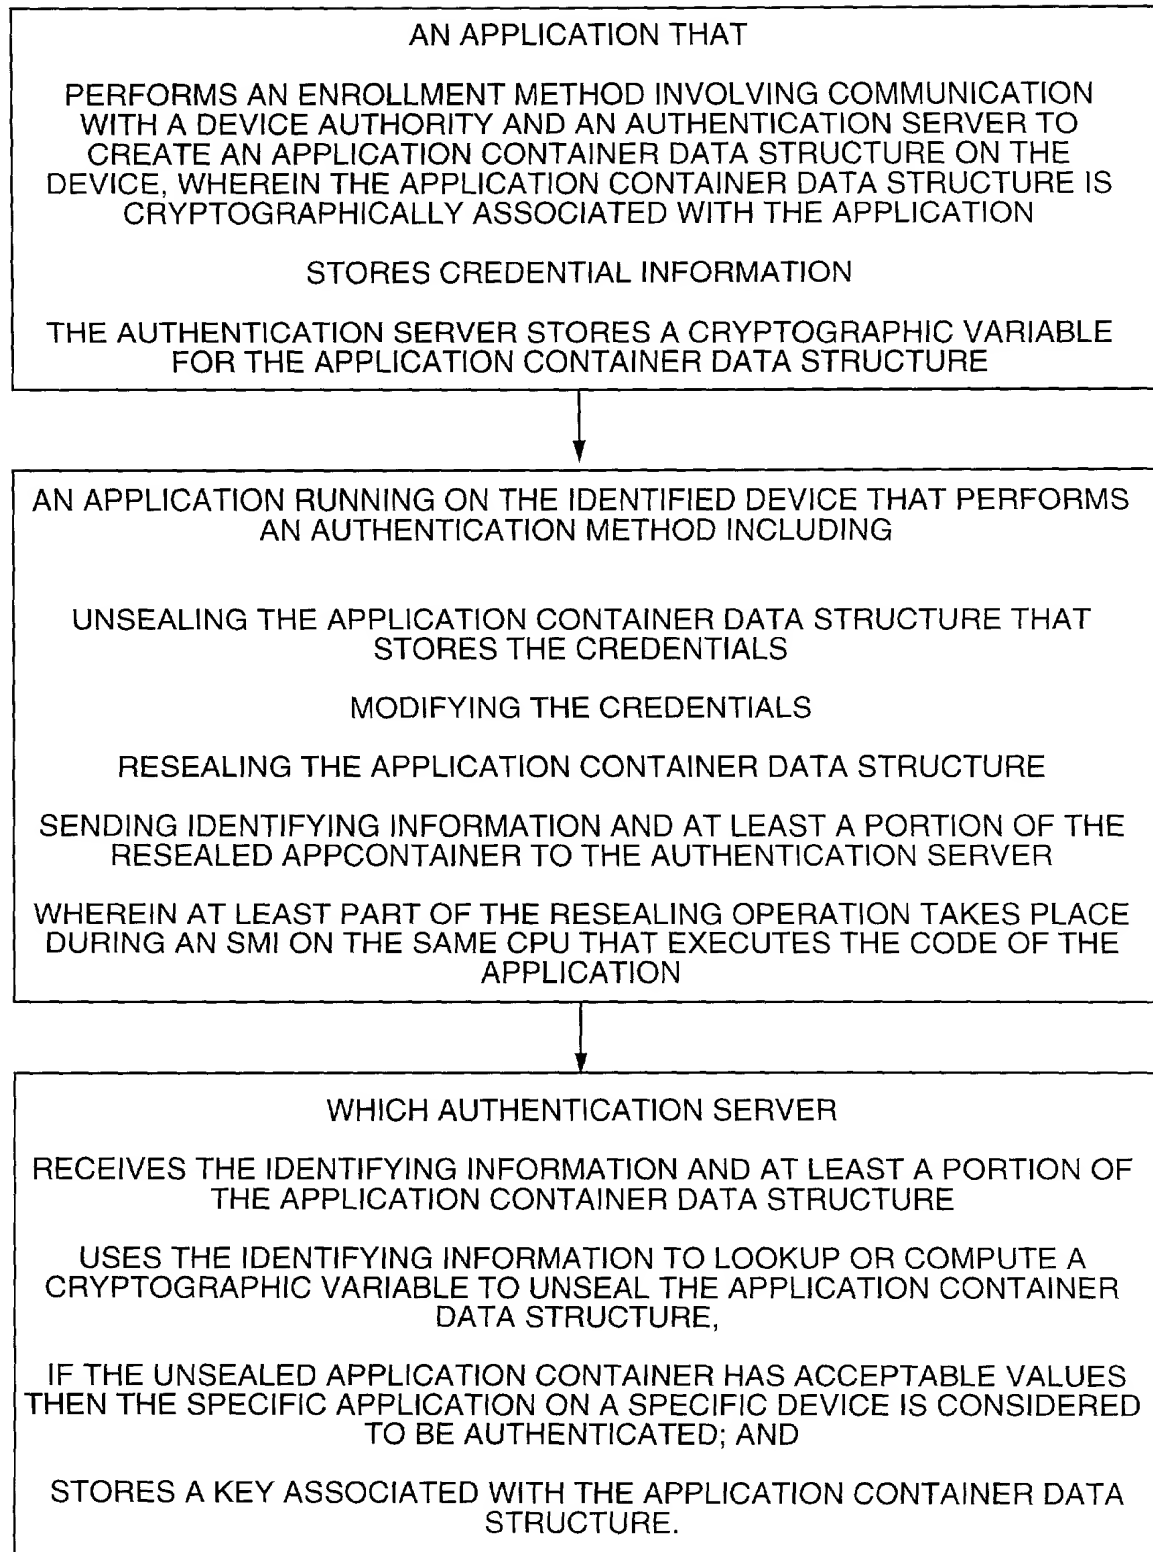 AN APPLICATION THAT
PERFORMS AN ENROLLMENT METHOD INVOLVING COMMUNICATION
WITH A DEVICE AUTHORITY AND AN AUTHENTICATION SERVER TO
CREATE AN APPLICATION CONTAINER DATA STRUCTURE ON THE
DEVICE, WHEREIN THE APPLICATION CONTAINER DATA STRUCTURE IS
CRYPTOGRAPHICALLY ASSOCIATED WITH THE APPLICATION
STORES CREDENTIAL INFORMATION
THE AUTHENTICATION SERVER STORES A CRYPTOGRAPHIC VARIABLE
FOR THE APPLICATION CONTAINER DATA STRUCTURE
AN APPLICATION RUNNING ON THE IDENTIFIED DEVICE THAT PERFORMS
AN AUTHENTICATION METHOD INCLUDING
UNSEALING THE APPLICATION CONTAINER DATA STRUCTURE THAT
STORES THE CREDENTIALS
MODIFYING THE CREDENTIALS
RESEALING THE APPLICATION CONTAINER DATA STRUCTURE
SENDING IDENTIFYING INFORMATION AND AT LEAST A PORTION OF THE
RESEALED APPCONTAINER TO THE AUTHENTICATION SERVER
WHEREIN AT LEAST PART OF THE RESEALING OPERATION TAKES PLACE
DURING AN SMI ON THE SAME CPU THAT EXECUTES THE CODE OF THE
APPLICATION
WHICH AUTHENTICATION SERVER
RECEIVES THE IDENTIFYING INFORMATION AND AT LEAST A PORTION OF
THE APPLICATION CONTAINER DATA STRUCTURE
USES THE IDENTIFYING INFORMATION TO LOOKUP OR COMPUTE A
CRYPTOGRAPHIC VARIABLE TO UNSEAL THE APPLICATION CONTAINER
DATA STRUCTURE,
IF THE UNSEALED APPLICATION CONTAINER HAS ACCEPTABLE VALUES
THEN THE SPECIFIC APPLICATION ON A SPECIFIC DEVICE IS CONSIDERED
TO BE AUTHENTICATED; AND
STORES A KEY ASSOCIATED WITH THE APPLICATION CONTAINER DATA
STRUCTURE.